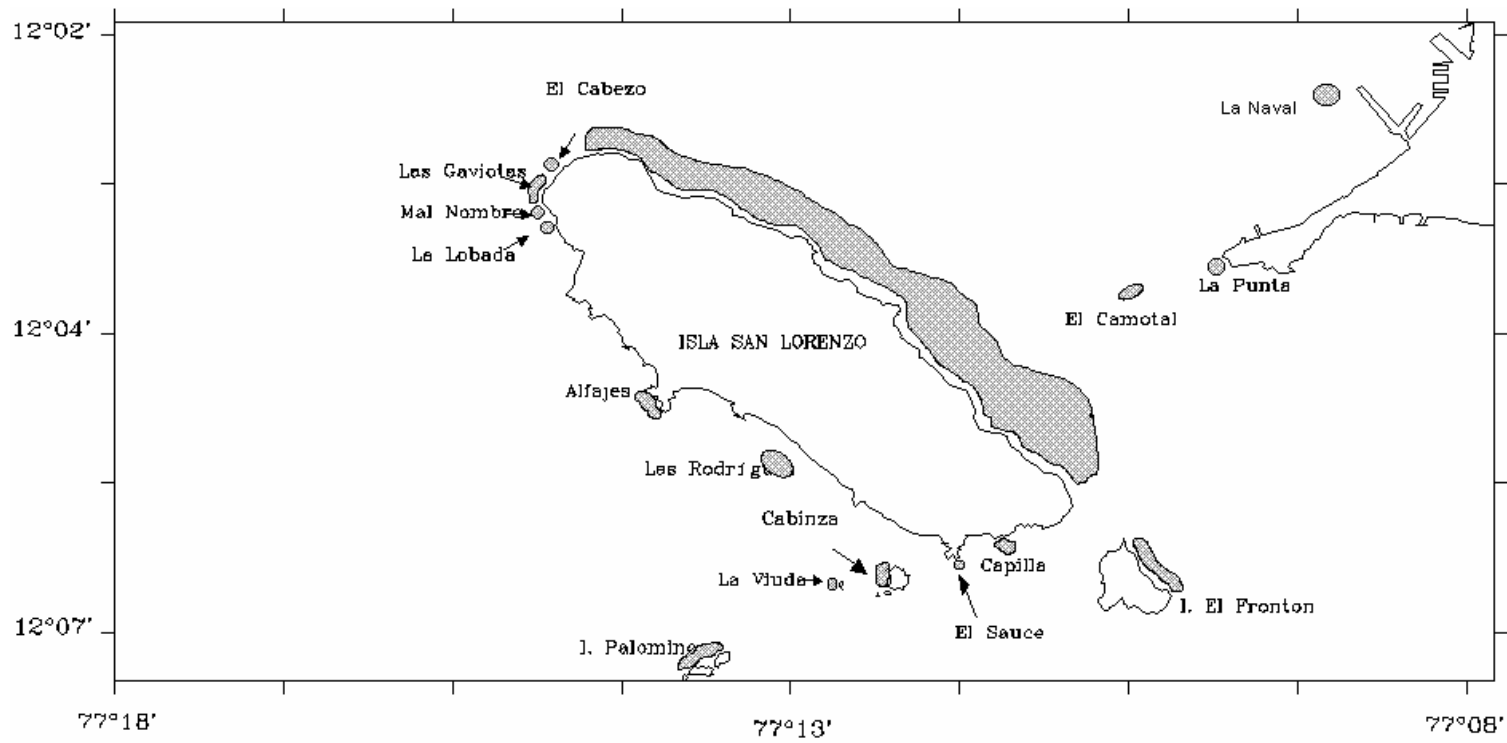 12°02'
El Cabezo
La Naval
Las Gaviotas
Mal Nombre
La Lobada
La Punta
El Camotal
12°04'
ISLA SAN LORENZO
Alfajes
Las Rodríg
Cabinza
La Viuda
Capilla
I. El Fronton
El Sauce
12°07'
I. Palomino
77°18'
77°13'
77°08'